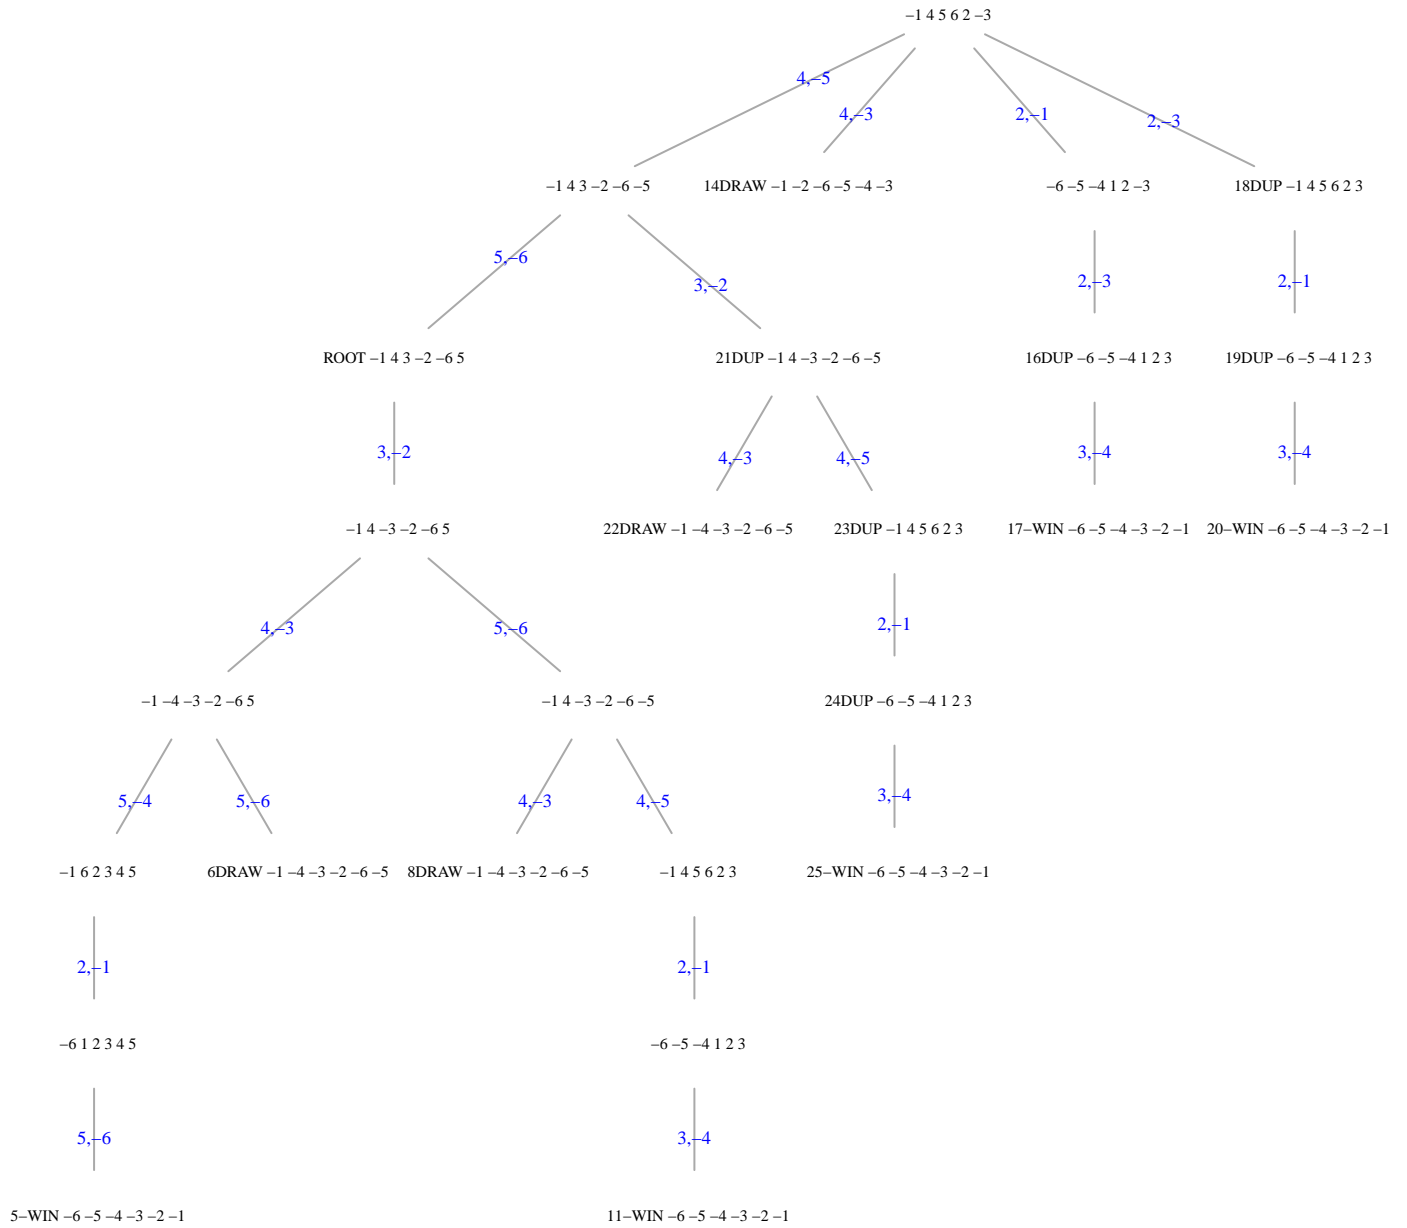 –1 4 5 6 2 –3
4,–5
4,–3
2,–1
2,–3
–1 4 3 –2 –6 –5
14DRAW –1 –2 –6 –5 –4 –3
–6 –5 –4 1 2 –3
18DUP –1 4 5 6 2 3
5,–6
3,–2
2,–3
2,–1
ROOT –1 4 3 –2 –6 5
21DUP –1 4 –3 –2 –6 –5
16DUP –6 –5 –4 1 2 3
19DUP –6 –5 –4 1 2 3
3,–2
4,–3
4,–5
3,–4
3,–4
–1 4 –3 –2 –6 5
22DRAW –1 –4 –3 –2 –6 –5
23DUP –1 4 5 6 2 3
17–WIN –6 –5 –4 –3 –2 –1
20–WIN –6 –5 –4 –3 –2 –1
4,–3
5,–6
2,–1
–1 –4 –3 –2 –6 5
–1 4 –3 –2 –6 –5
24DUP –6 –5 –4 1 2 3
5,–4
5,–6
4,–3
4,–5
3,–4
–1 6 2 3 4 5
6DRAW –1 –4 –3 –2 –6 –5
8DRAW –1 –4 –3 –2 –6 –5
–1 4 5 6 2 3
25–WIN –6 –5 –4 –3 –2 –1
2,–1
2,–1
–6 1 2 3 4 5
–6 –5 –4 1 2 3
5,–6
3,–4
5–WIN –6 –5 –4 –3 –2 –1
11–WIN –6 –5 –4 –3 –2 –1